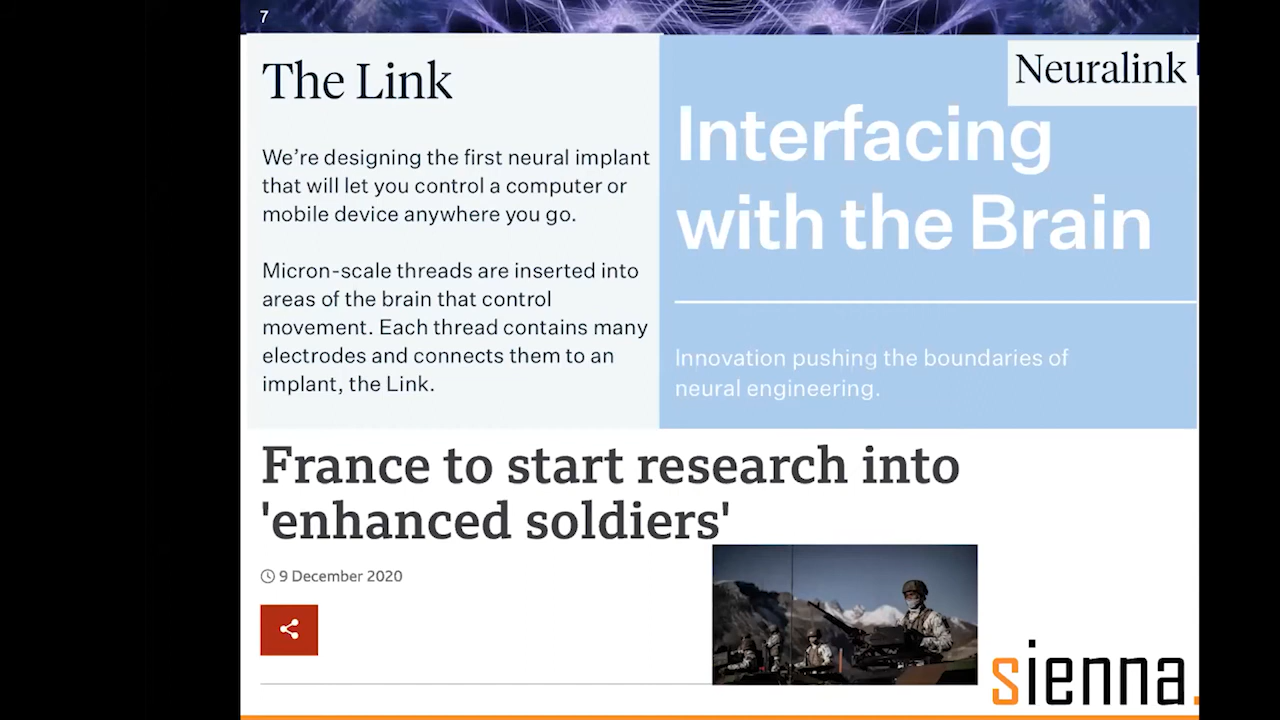 7
The Link
We're designing the first neural implant
that will let you control a computer or
mobile device anywhere you go.
Micron-scale threads are inserted into
areas of the brain that control
movement. Each thread contains many
electrodes and connects them to an
implant, the Link.
Neuralink
Interfacing
with the Brain
Innovation pushing the boundaries of
neural engineering.
France to start research into
'enhanced soldiers'
9 December 2020
sienna.